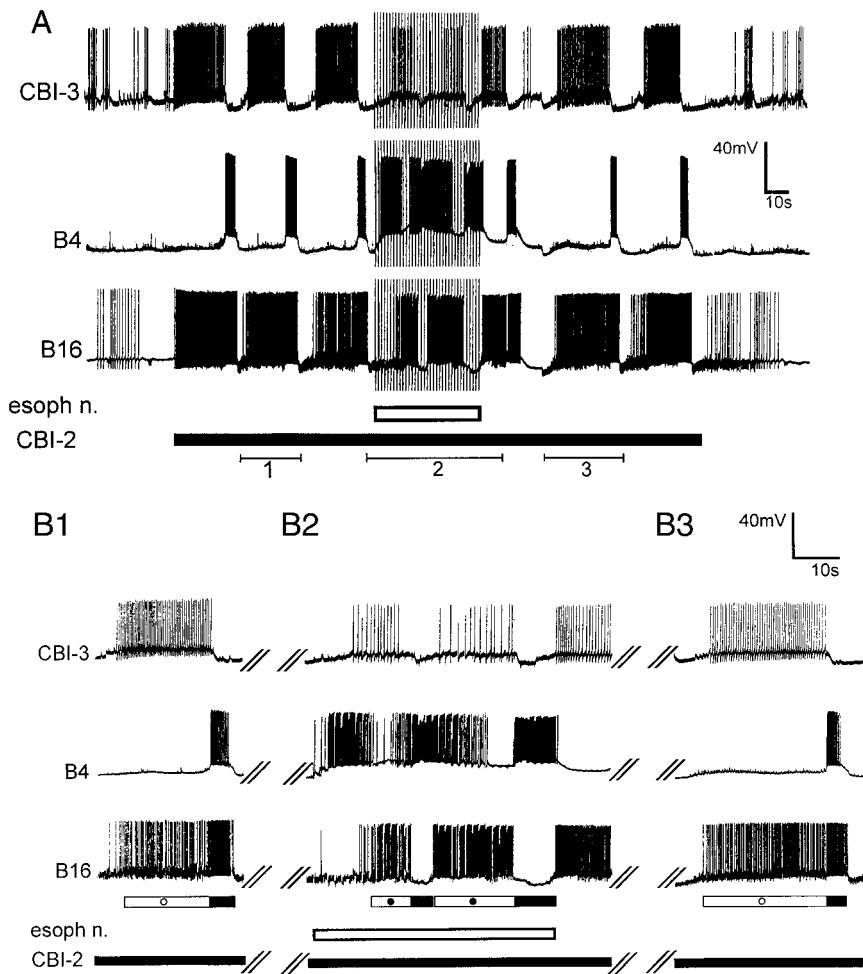 A
CBI-3
40mV
10s
B4
B16
esoph n.
CBI-2
1 2 3
B1 B2 B3
40mV
10s
CBI-3
B4
B16
esoph n.
CBI-2